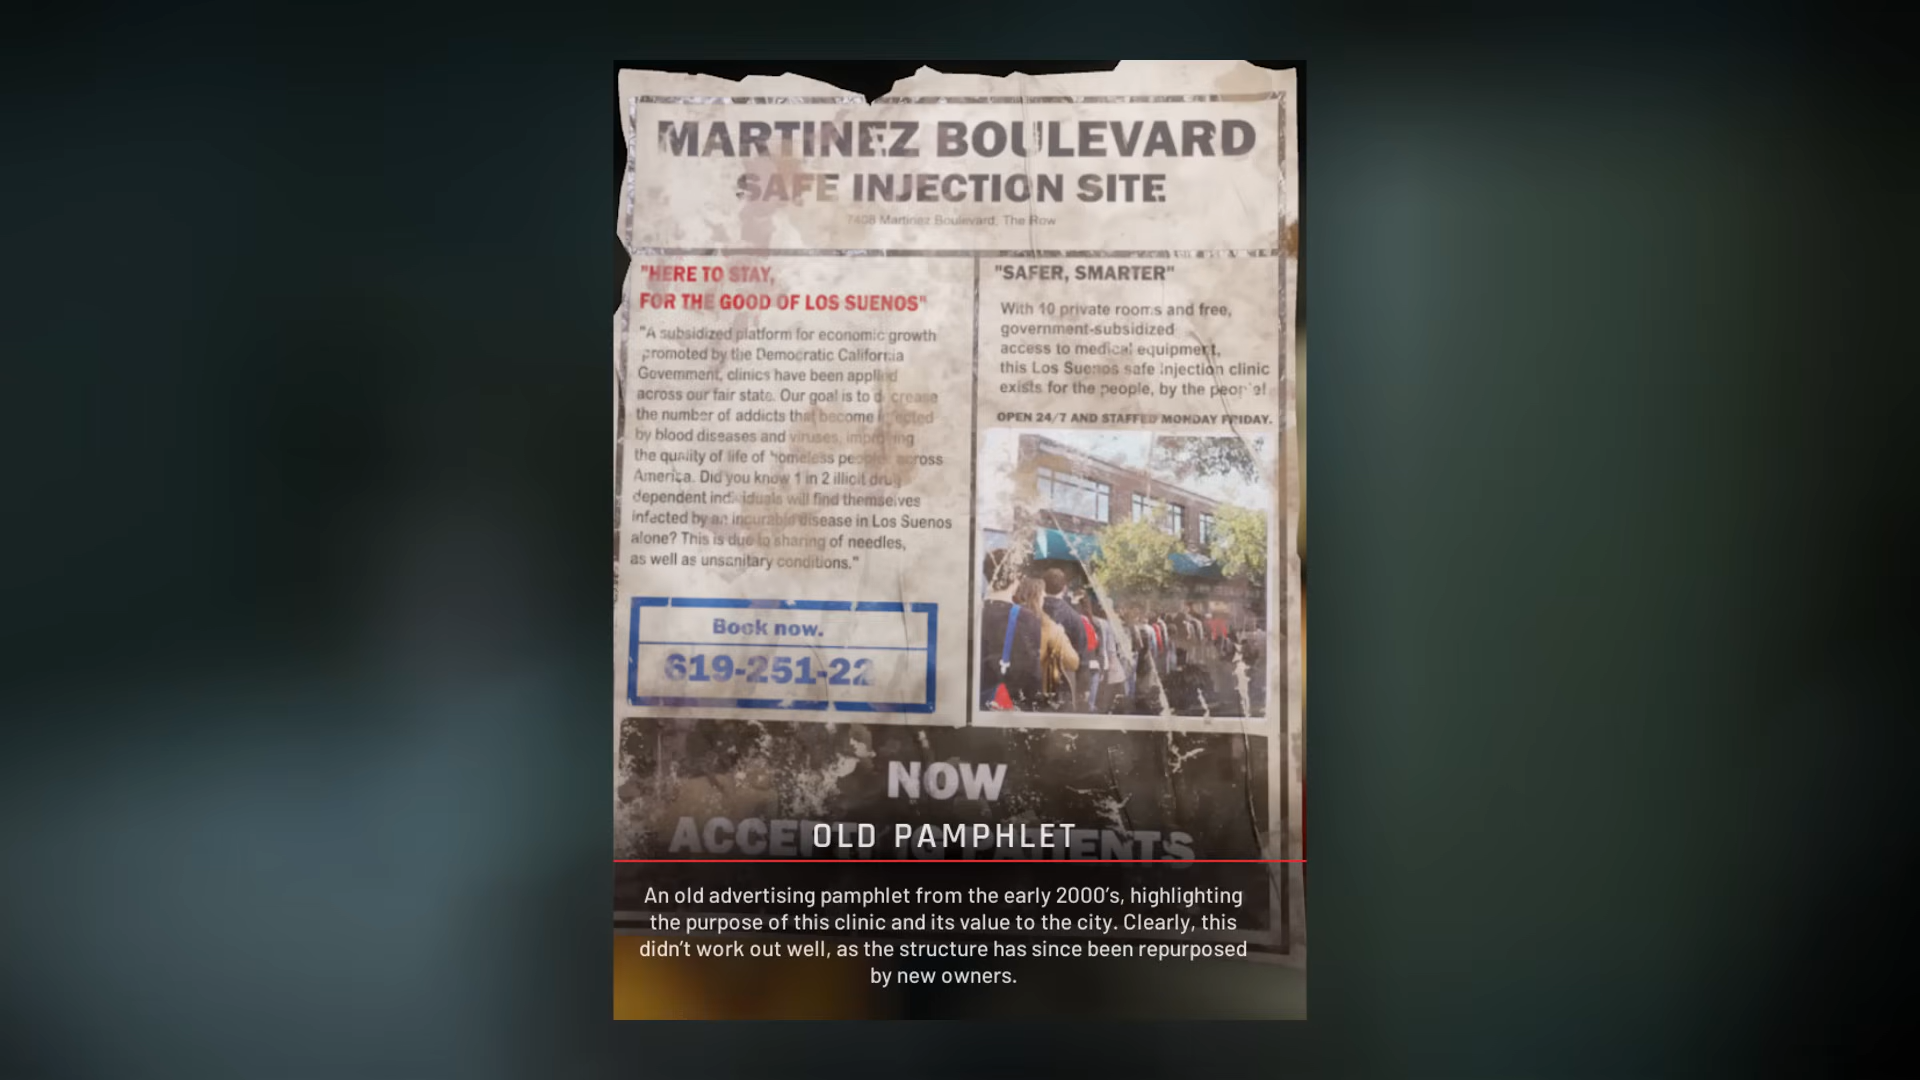 MARTINEZ BOULEVARD
SAFE INJECTION SITE
7408 Martinez Boulevard, The Row
"HERE TO STAY,
FOR THE GOOD OF LOS SUENOS"
"A subsidized platform for economic growth
promoted by the Democratic California
Government, clinics have been applied
across our fair state. Our goal is to decrease
the number of addicts that become infected
by blood diseases and viruses, improving
the quality of life of homeless people across
America. Did you know 1 in 2 illicit drug
dependent individuals will find themselves
infected by an incurable disease in Los Suenos
alone? This is due to sharing of needles,
as well as unsanitary conditions."
Book now.
619-251-22
"SAFER, SMARTER"
With 10 private rooms and free,
government-subsidized
access to medical equipment,
this Los Suenos safe injection clinic
exists for the people, by the people!
OPEN 24/7 AND STAFFED MONDAY FRIDAY.
NOW
ACCEPTING PATIENTS
OLD PAMPHLET
An old advertising pamphlet from the early 2000's, highlighting
the purpose of this clinic and its value to the city. Clearly, this
didn't work out well, as the structure has since been repurposed
by new owners.